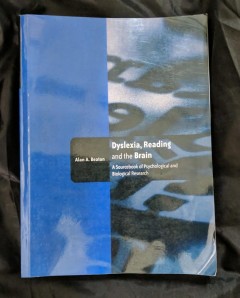 Dyslexia, Reading
and the Brain
Alan A. Beaton
A Sourcebook of Psychological and
Biological Research